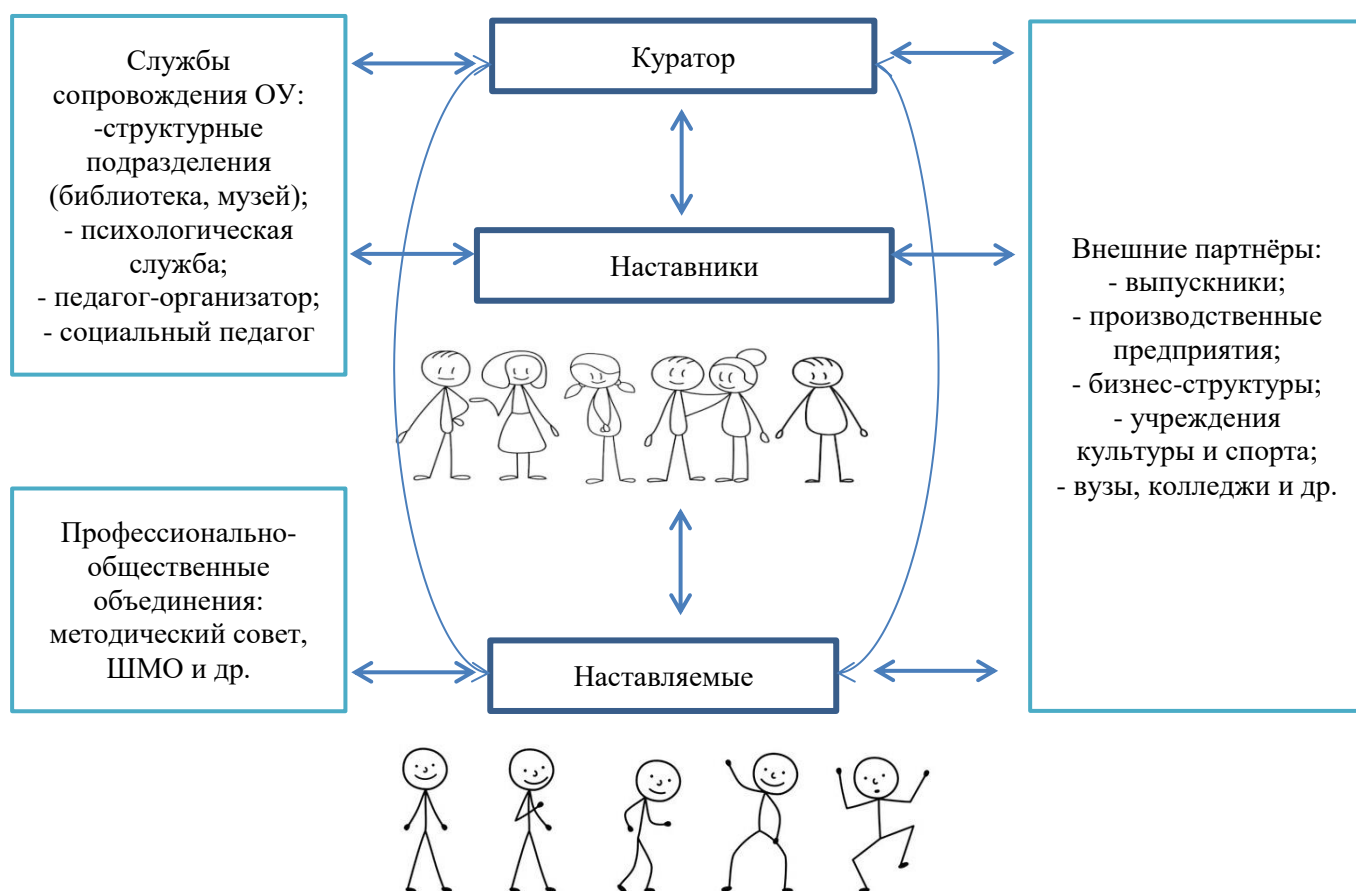 Службы
сопровождения ОУ:
-структурные
подразделения
(библиотека, музей);
- психологическая
служба;
- педагог-организатор;
- социальный педагог
Куратор
Наставники
Внешние партнёры:
- выпускники;
- производственные
предприятия;
- бизнес-структуры;
- учреждения
культуры и спорта;
- вузы, колледжи и др.
Профессионально-
общественные
объединения:
методический совет,
ШМО и др.
Наставляемые